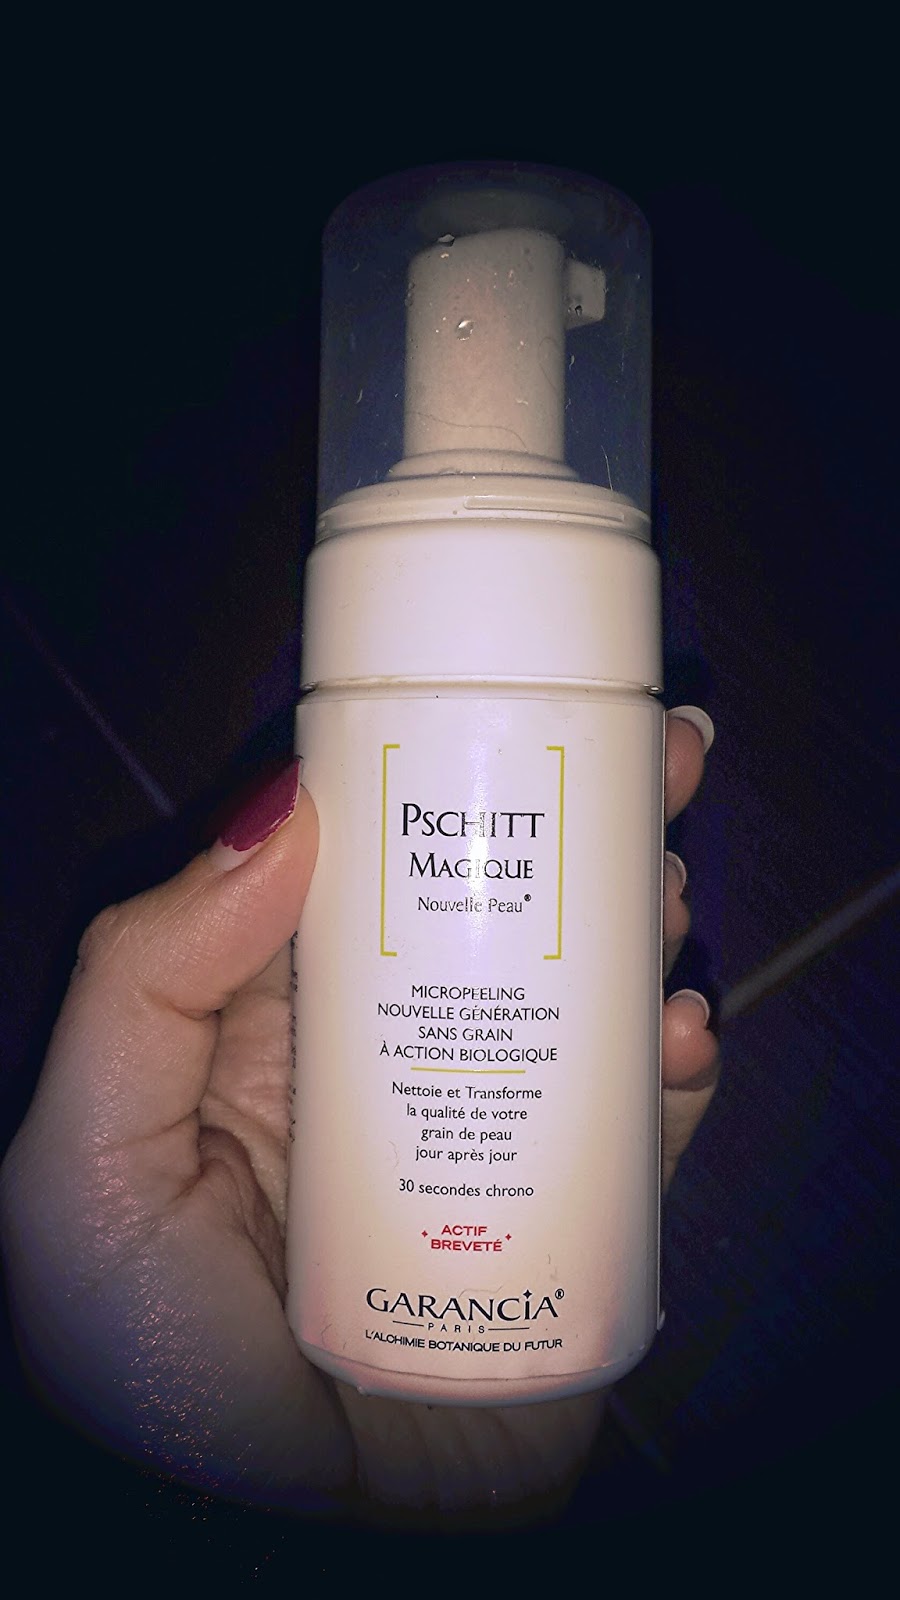 PSCHITT
MAGIQUE
Nouvelle Peau®
MICROPEELING
NOUVELLE GÉNÉRATION
SANS GRAIN
À ACTION BIOLOGIQUE
Nettoie et Transforme
la qualité de votre
grain de peau
jour après jour
30 secondes chrono
ACTIF
BREVETÉ
GARANCIA®
PARIS
L'ALCHIMIE BOTANIQUE DU FUTUR